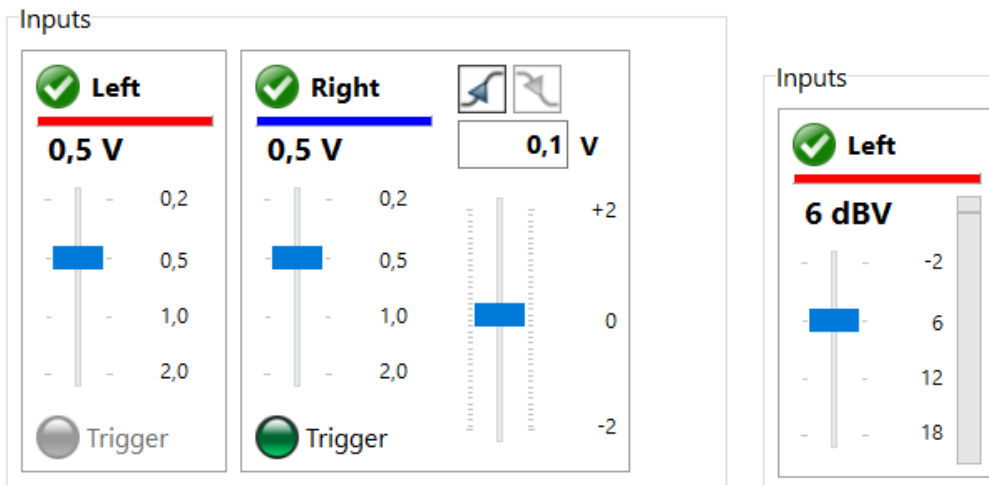 Inputs
Left
0,5 V
0,2
0,5
1,0
2,0
Trigger
Right
0,5 V
0,2
0,5
1,0
2,0
Trigger
0,1 V
+2
0
-2
Inputs
Left
6 dBV
-2
6
12
18